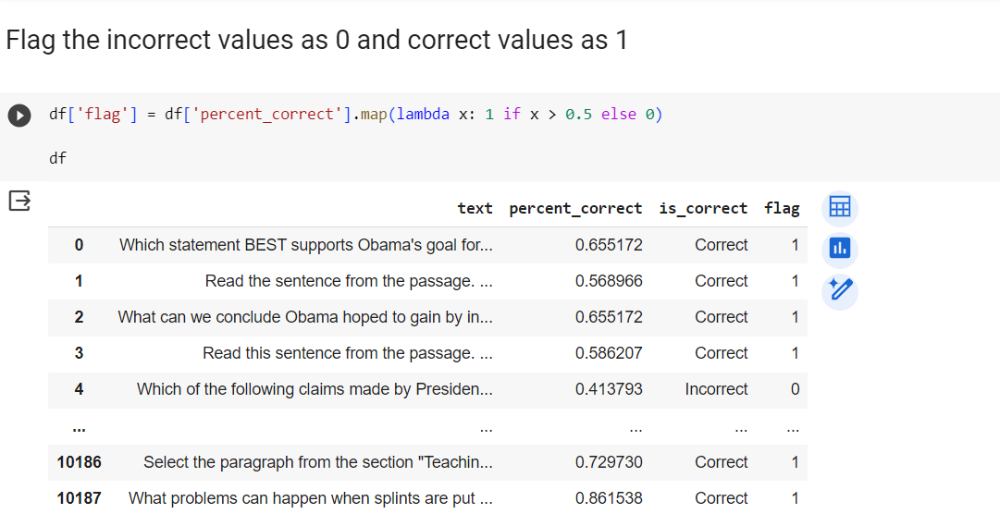 Flag the incorrect values as 0 and correct values as 1
df['flag'] = df['percent_correct'].map(lambda x: 1 if x > 0.5 else 0)
df
text percent_correct is_correct flag
0 Which statement BEST supports Obama's goal for... 0.655172 Correct 1
1 Read the sentence from the passage. ... 0.568966 Correct 1
2 What can we conclude Obama hoped to gain by in... 0.655172 Correct 1
3 Read this sentence from the passage. ... 0.586207 Correct 1
4 Which of the following claims made by Presiden... 0.413793 Incorrect 0
... ... ... ... ...
10186 Select the paragraph from the section "Teachin... 0.729730 Correct 1
10187 What problems can happen when splints are put ... 0.861538 Correct 1